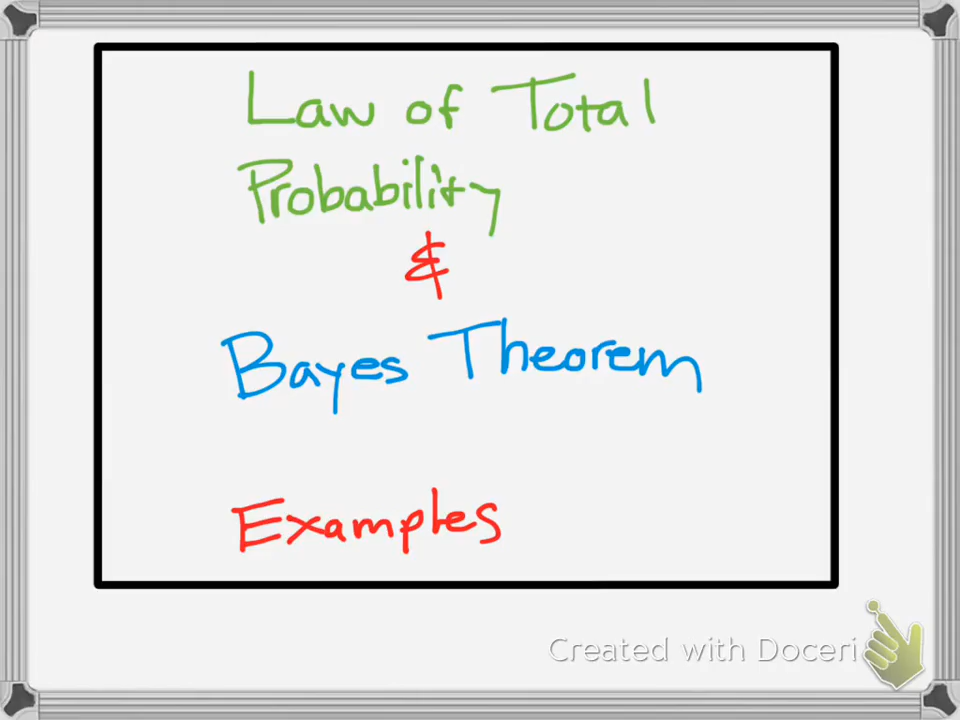 Law of Total
Probability
&
Bayes Theorem
Examples
Created with Doceri